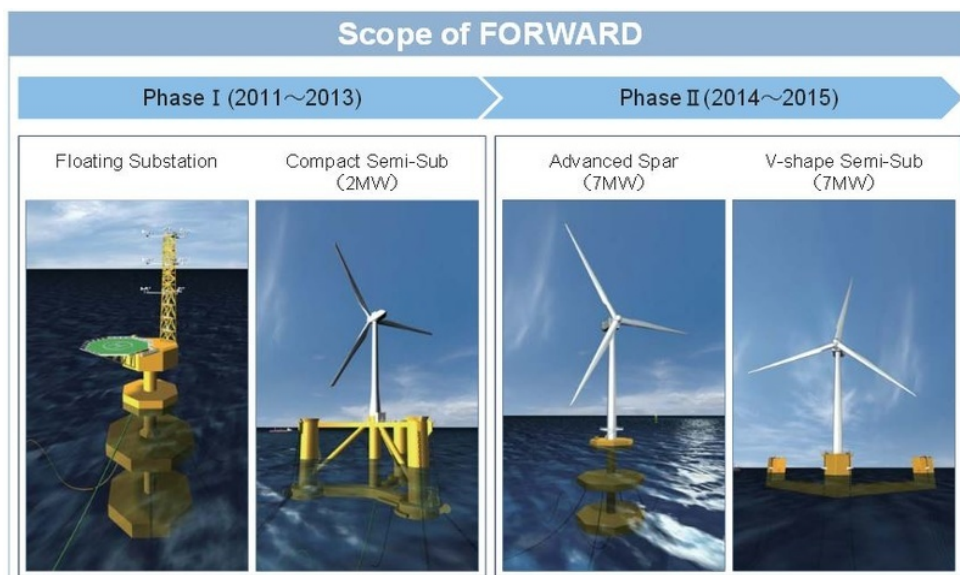 Scope of FORWARD
Phase Ⅰ (2011～2013)
Phase Ⅱ (2014～2015)
Floating Substation
Compact Semi-Sub
(2MW)
Advanced Spar
(7MW)
V-shape Semi-Sub
(7MW)